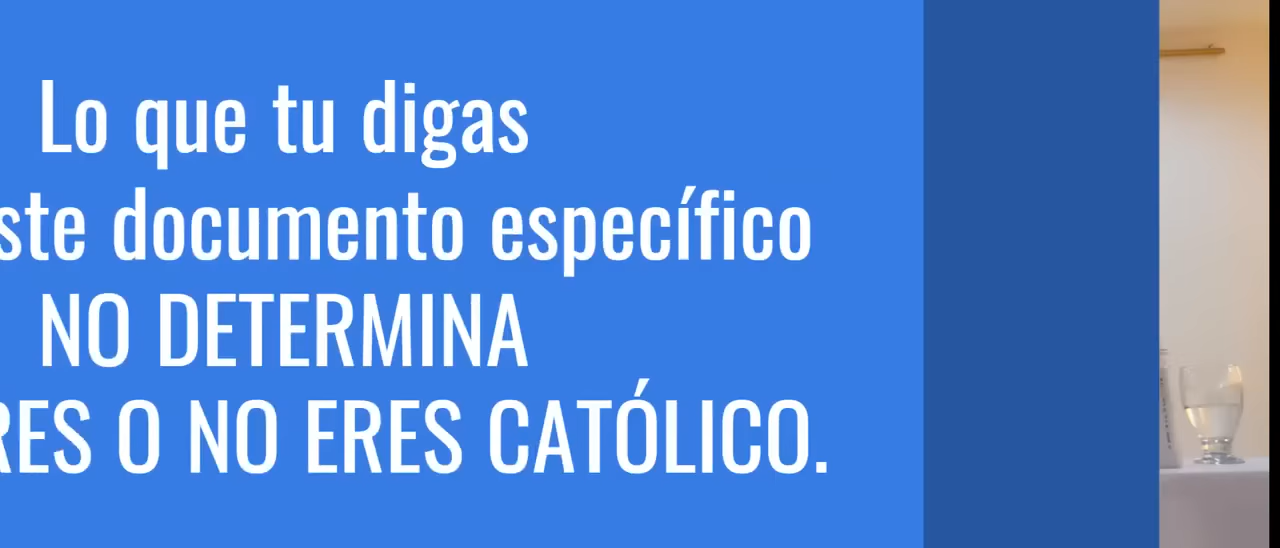 Lo que tu digas
ste documento específico
NO DETERMINA
RES O NO ERES CATÓLICO.